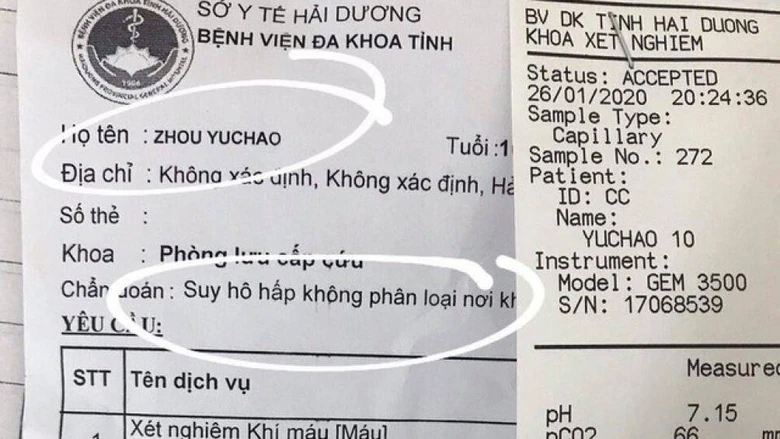 SỞ Y TẾ HẢI DƯƠNG
BỆNH VIỆN ĐA KHOA TỈNH
Họ tên : ZHOU YUCHAO
Tuổi :1
Địa chỉ : Không xác định, Không xác định,
Số thẻ :
Khoa : Phòng lưu cấp cứu
Chẩn đoán : Suy hô hấp không phân loại nơi
YÊU CẦU:
STT
Tên dịch vụ
Xét nghiệm Khí máu [Máu]
BV DK TINH HAI DUONG
KHOA XET NGHIEM
Status: ACCEPTED
26/01/2020 20:24:36
Sample Type:
Capillary
Sample No.: 272
Patient:
ID: CC
Name:
YUCHAO 10
Instrument:
Model: GEM 3500
S/N: 17068539
Measured
pH 7.15
pCO2 66